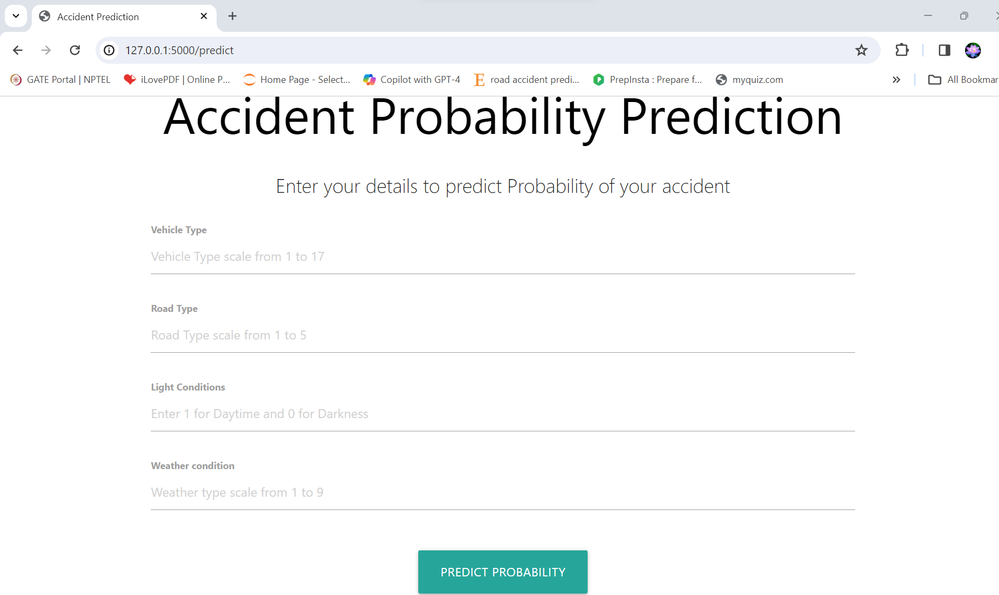 Accident Prediction
127.0.0.1:5000/predict
GATE Portal | NPTEL iLovePDF | Online P... Home Page - Select... Copilot with GPT-4 road accident predi... PrepInsta : Prepare f... myquiz.com » All Bookmar
Accident Probability Prediction
Enter your details to predict Probability of your accident
Vehicle Type
Vehicle Type scale from 1 to 17
Road Type
Road Type scale from 1 to 5
Light Conditions
Enter 1 for Daytime and 0 for Darkness
Weather condition
Weather type scale from 1 to 9
PREDICT PROBABILITY